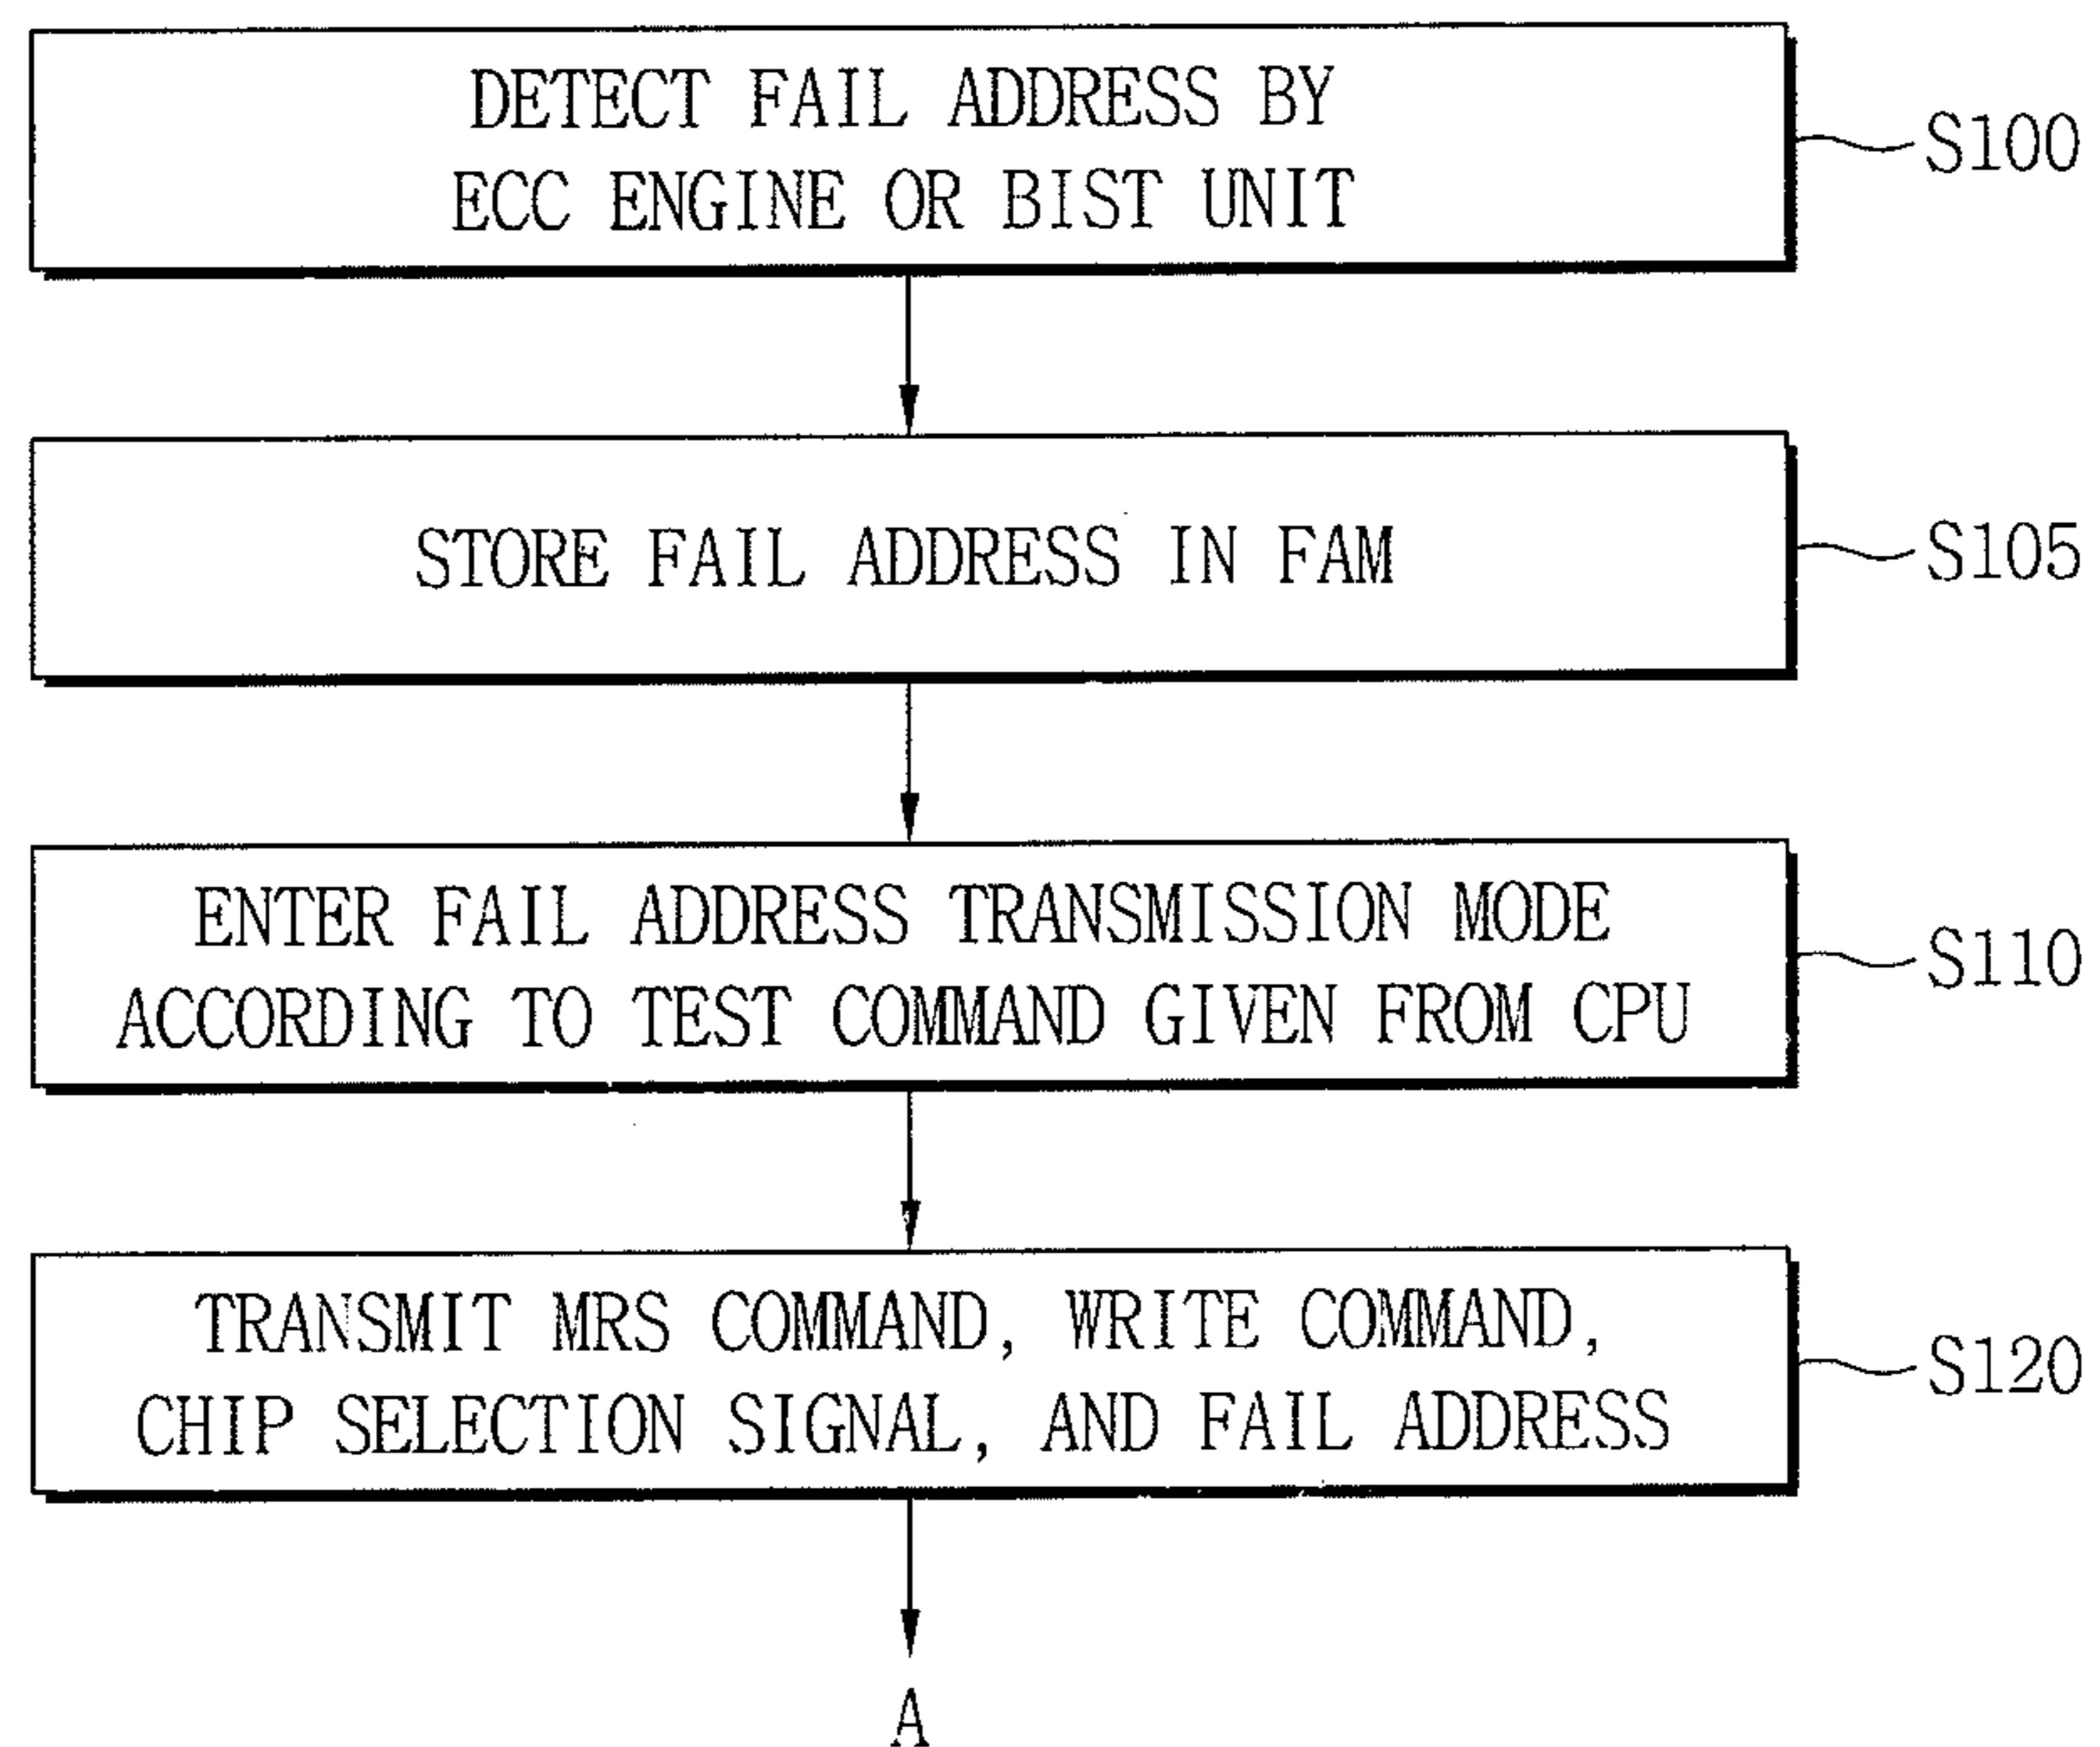 DETECT FAIL ADDRESS BY
ECC ENGINE OR BIST UNIT
S100
STORE FAIL ADDRESS IN FAM
S105
ENTER FAIL ADDRESS TRANSMISSION MODE
ACCORDING TO TEST COMMAND GIVEN FROM CPU
S110
TRANSMIT MRS COMMAND, WRITE COMMAND,
CHIP SELECTION SIGNAL, AND FAIL ADDRESS
S120
A